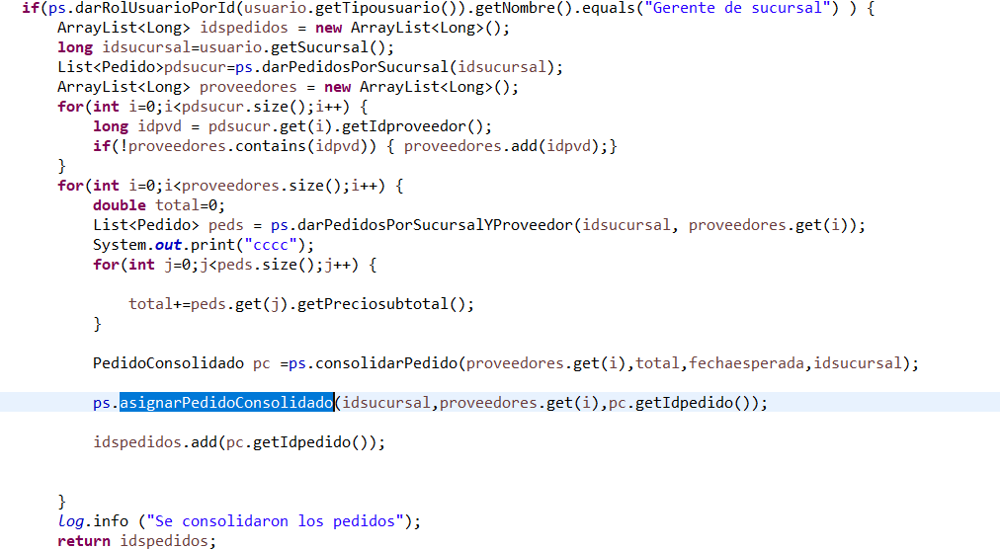 if(ps.darRolUsuarioPorId(usuario.getTipousuario()).getNombre().equals("Gerente de sucursal") ) {
ArrayList<Long> idspedidos = new ArrayList<Long>();
long idsucursal=usuario.getSucursal();
List<Pedido>pdsucur=ps.darPedidosPorSucursal(idsucursal);
ArrayList<Long> proveedores = new ArrayList<Long>();
for(int i=0;i<pdsucur.size();i++) {
long idpvd = pdsucur.get(i).getIdproveedor();
if(!proveedores.contains(idpvd)) { proveedores.add(idpvd);}
}
for(int i=0;i<proveedores.size();i++) {
double total=0;
List<Pedido> peds = ps.darPedidosPorSucursalYProveedor(idsucursal, proveedores.get(i));
System.out.print("cccc");
for(int j=0;j<peds.size();j++) {
total+=peds.get(j).getPreciosubtotal();
}
PedidoConsolidado pc =ps.consolidarPedido(proveedores.get(i),total,fechaesperada,idsucursal);
ps.asignarPedidoConsolidado(idsucursal,proveedores.get(i),pc.getIdpedido());
idspedidos.add(pc.getIdpedido());
}
log.info ("Se consolidaron los pedidos");
return idspedidos;